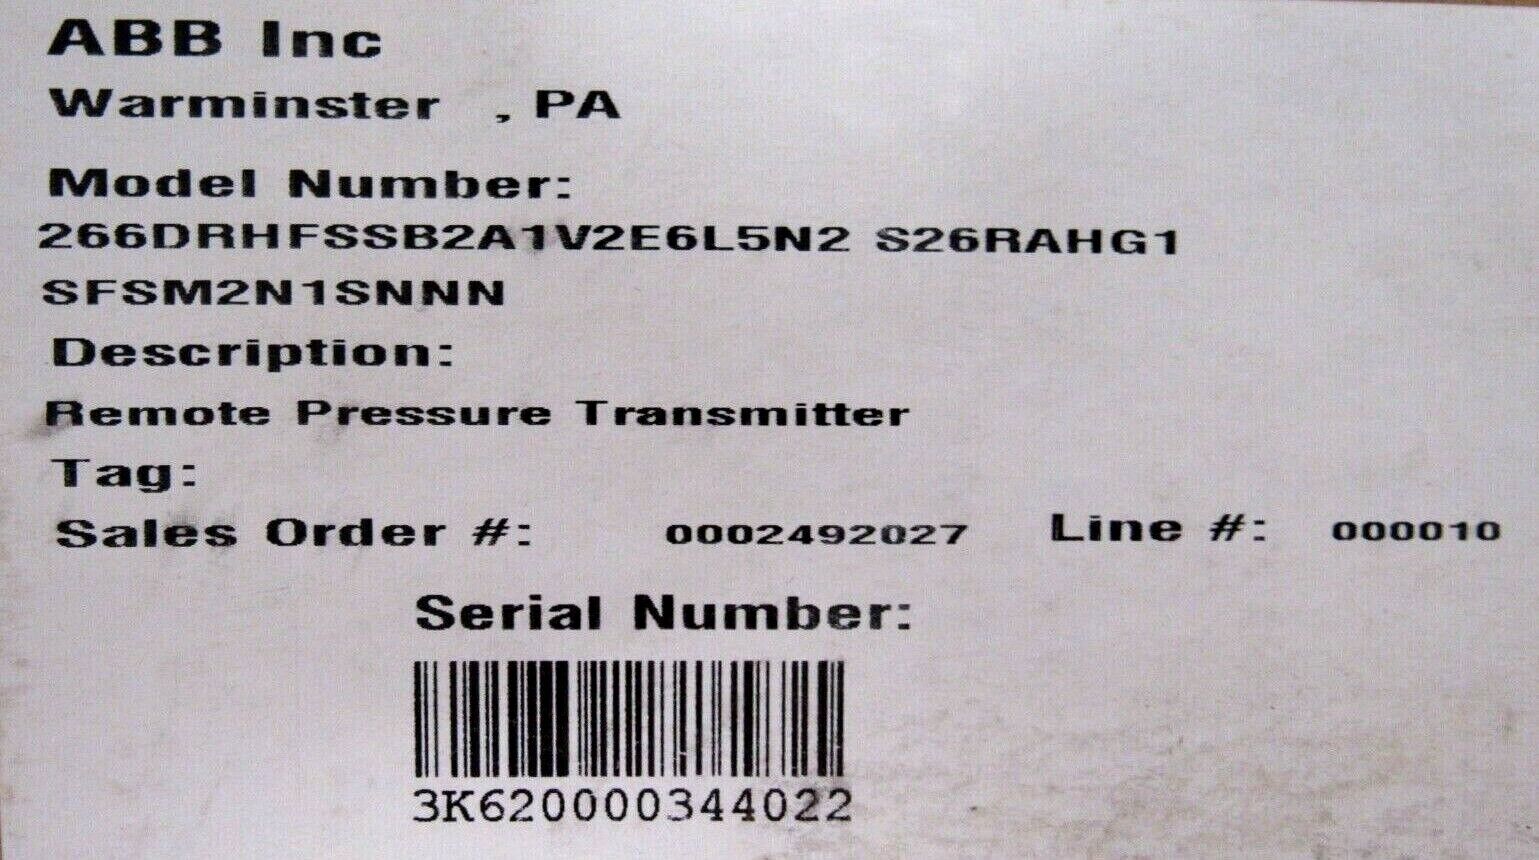 ABB Inc
Warminster , PA
Model Number:
266DRHFSSB2A1V2E6L5N2 S26RAHG1
SFSM2N1SNNN
Description:
Remote Pressure Transmitter
Tag:
Sales Order #: 0002492027 Line #: 000010
Serial Number:
3K620000344022